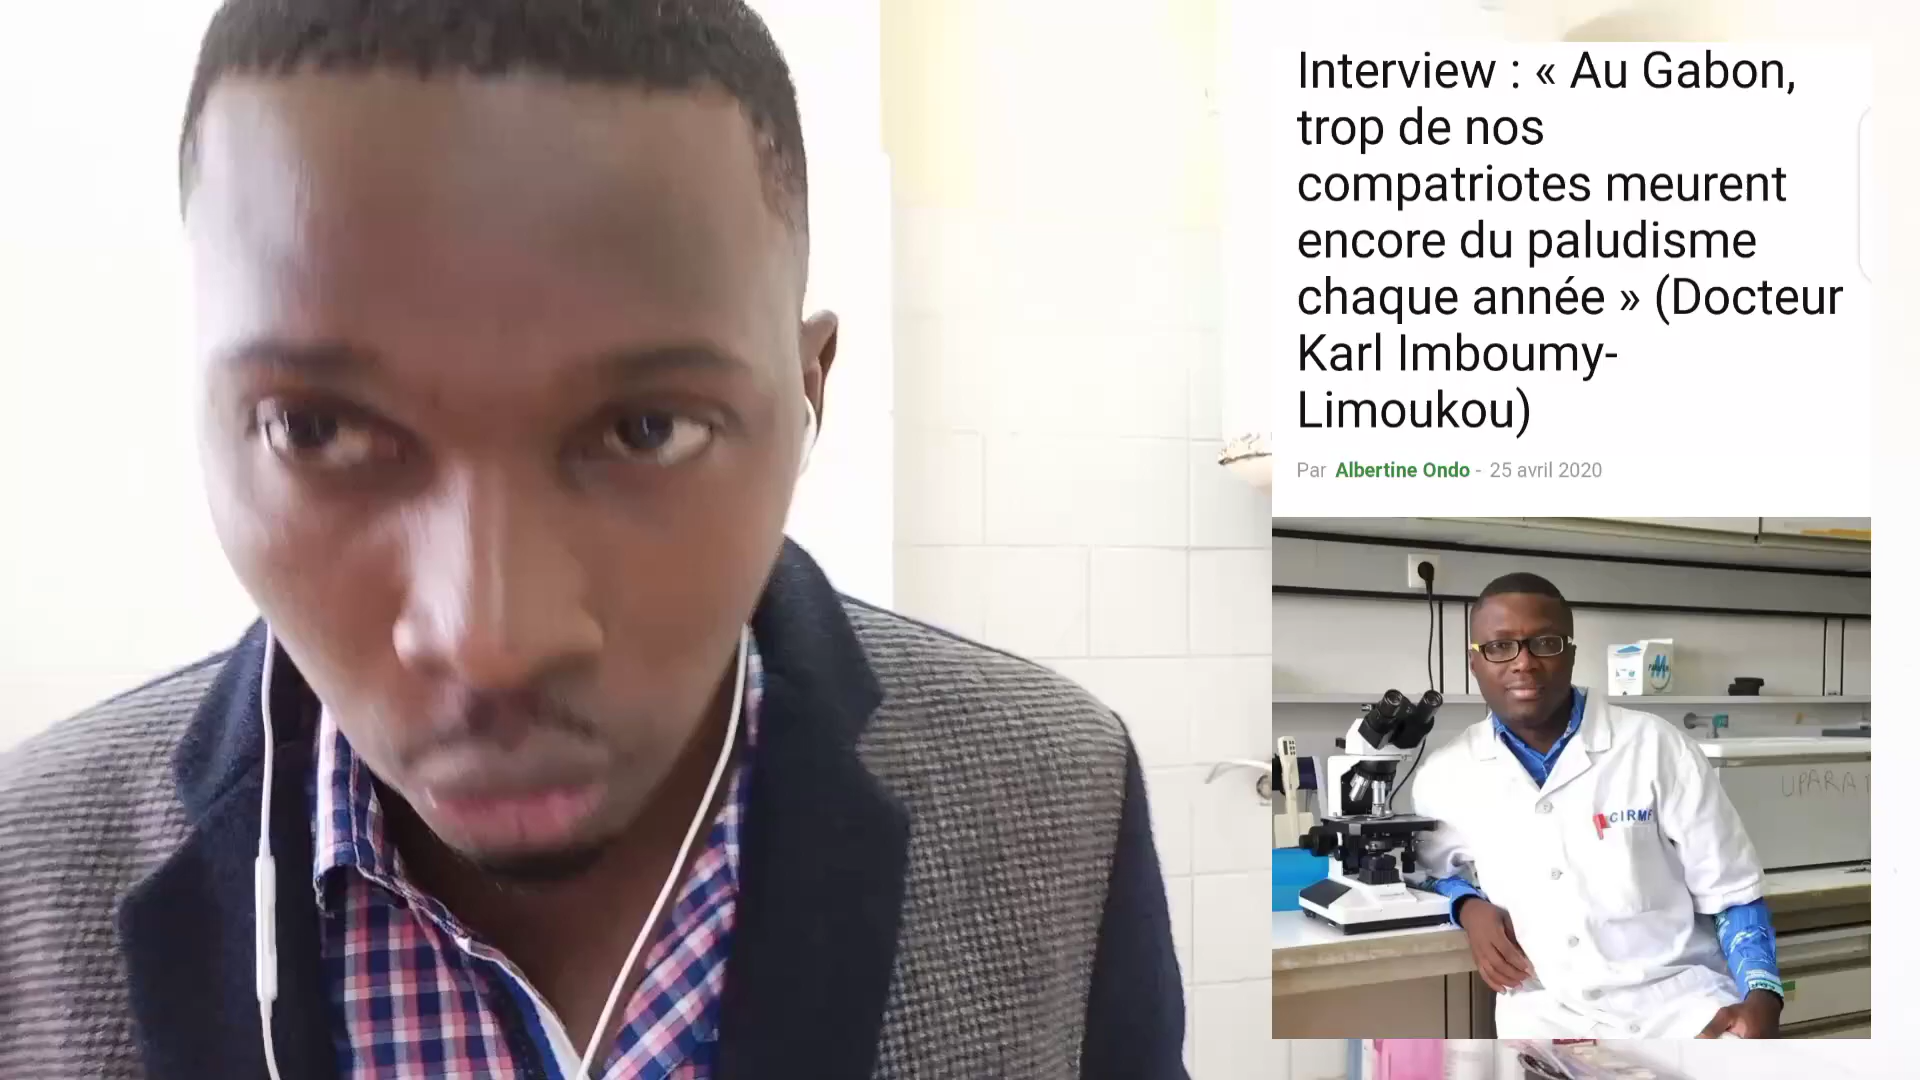 Interview : « Au Gabon,
trop de nos
compatriotes meurent
encore du paludisme
chaque année » (Docteur
Karl Imboumy-
Limoukou)
Par Albertine Ondo - 25 avril 2020
CIRMF
UPARA